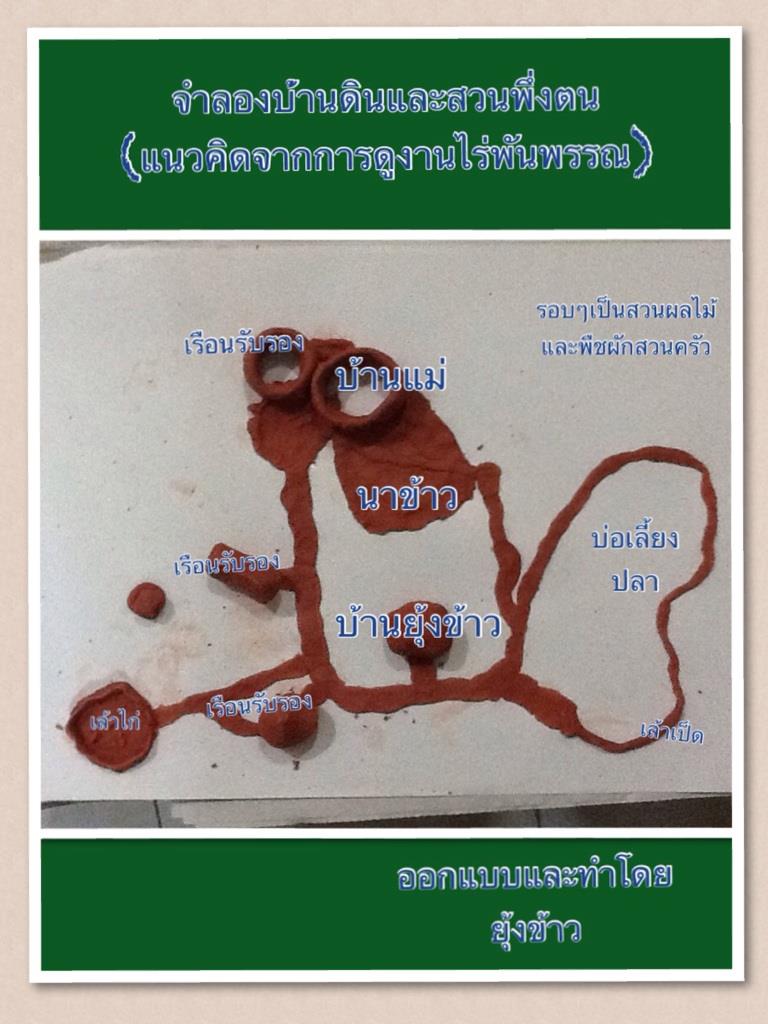 จำลองบ้านดินและสวนพึ่งตน
(แนวคิดจากการดูงานไร่พันพรรณ)
รอบๆเป็นสวนผลไม้
และพืชผักสวนครัว
เรือนรับรอง
บ้านแม่
นาข้าว
บ่อเลี้ยง
ปลา
เรือนรับรอง
บ้านยุ้งข้าว
เรือนรับรอง
เล้าไก่
เล้าเป็ด
ออกแบบและทำโดย
ยุ้งข้าว